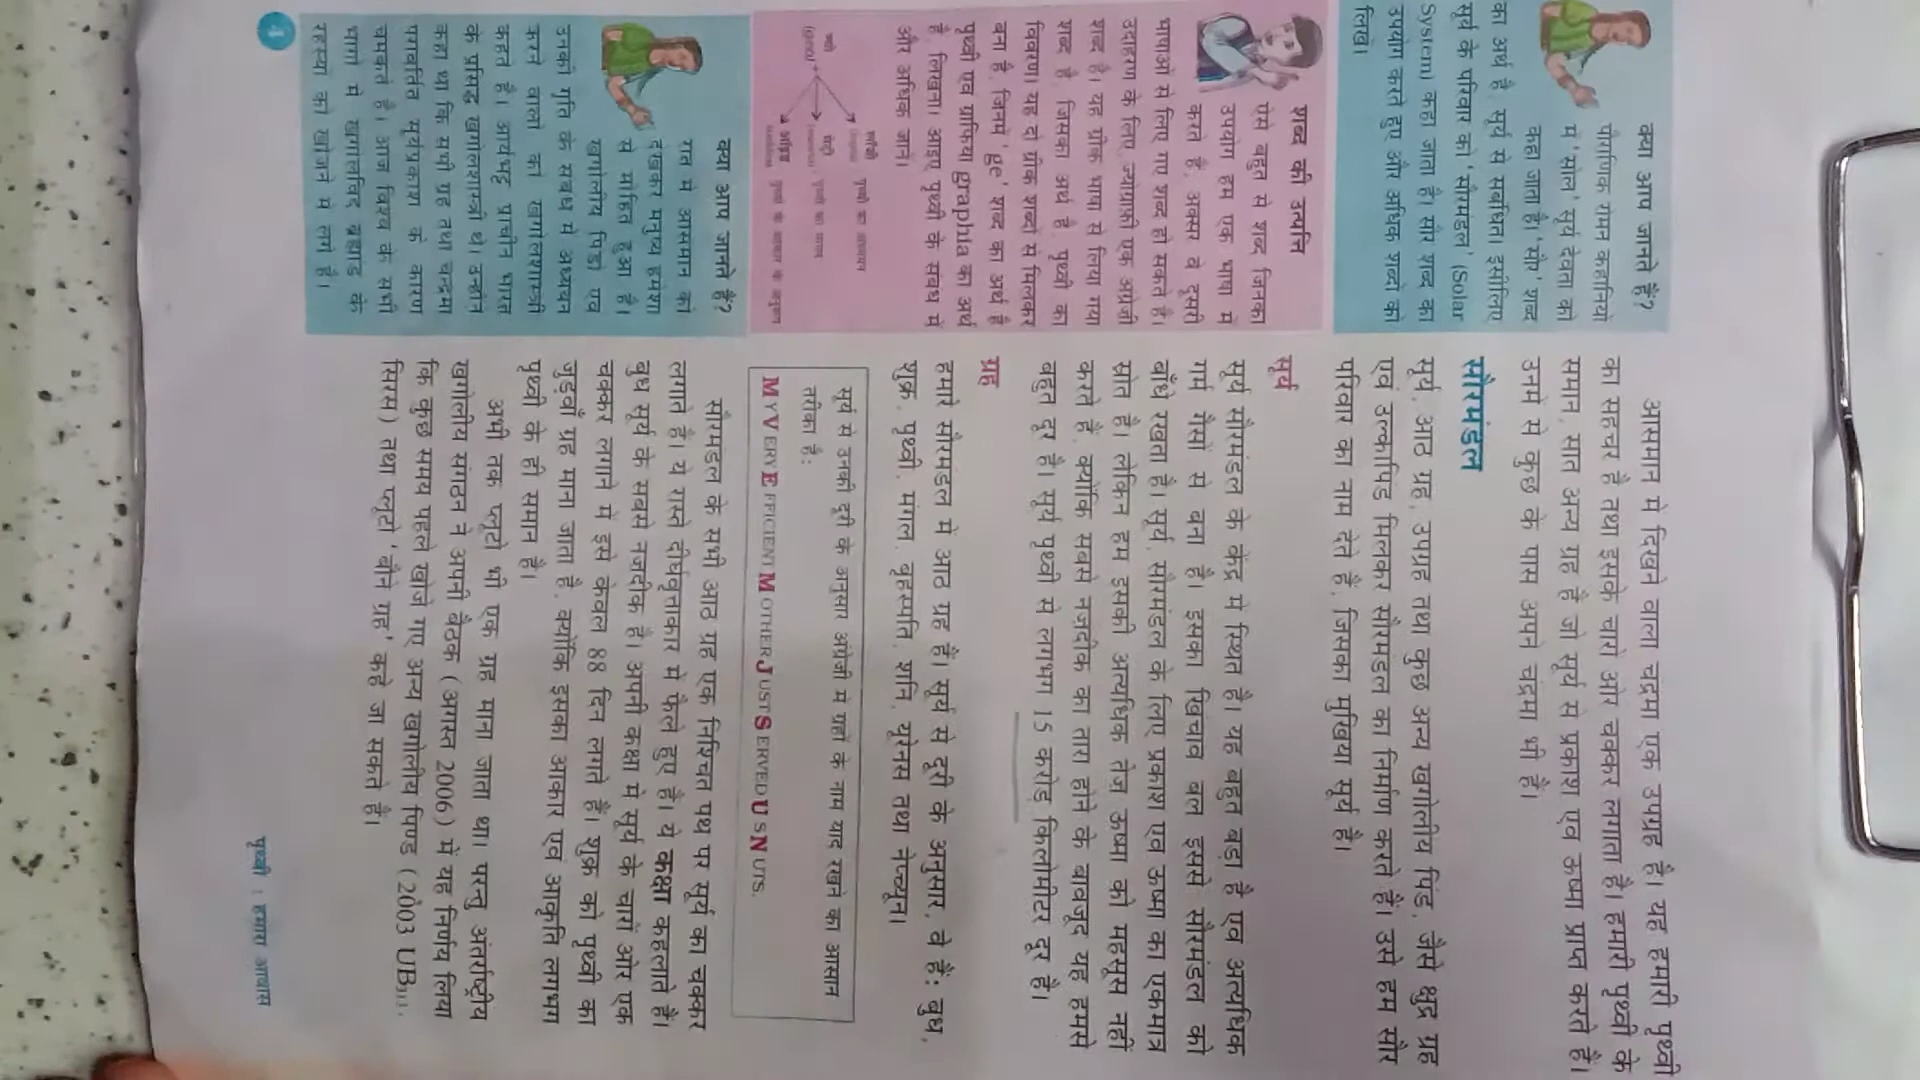 क्या आप जानते हैं?
पौराणिक रोमन कहानियों
में 'सोल' सूर्य देवता को
कहा जाता है। 'सौर' शब्द
का अर्थ है, सूर्य से संबंधित। इसलिए
सूर्य के परिवार को 'सौरमंडल' (Solar
System) कहा जाता है। सौर शब्द का
उपयोग करते हुए और अधिक शब्दों को
लिखें।
शब्द की उत्पत्ति
ऐसे बहुत से शब्द जिनका
उपयोग हम एक भाषा में
करते हैं, अक्सर वे दूसरी
भाषाओं से लिए गए शब्द हो सकते हैं।
उदाहरण के लिए, ज्योग्राफी एक अंग्रेजी
शब्द है। यह ग्रीक भाषा से लिया गया
शब्द है, जिसका अर्थ है, पृथ्वी का
विवरण। यह दो ग्रीक शब्दों से मिलकर
बना है, जिनमें 'ge' शब्द का अर्थ है
पृथ्वी एवं ग्राफिया graphia का अर्थ
है, लिखना। आइए, पृथ्वी के संबंध में
और अधिक जानें।
क्या आप जानते हैं?
रात में आसमान को
देखकर मनुष्य हमेशा
से मोहित हुआ है।
खगोलीय पिंडों एवं
उनकी गति के संबंध में अध्ययन
करने वालों को खगोलशास्त्री
कहते हैं। आर्यभट्ट प्राचीन भारत
के प्रसिद्ध खगोलशास्त्री थे। उन्होंने
कहा था कि सभी ग्रह तथा चन्द्रमा
परावर्तित सूर्यप्रकाश के कारण
चमकते हैं। आज विश्व के सभी
भागों में खगोलविद् ब्रह्मांड के
रहस्यों को खोजने में लगे हैं।
आसमान में दिखने वाला चंद्रमा एक उपग्रह है। यह हमारी पृथ्वी
का सहचर है तथा इसके चारों ओर चक्कर लगाता है। हमारी पृथ्वी के
समान, सात अन्य ग्रह हैं जो सूर्य से प्रकाश एवं ऊष्मा प्राप्त करते हैं।
उनमें से कुछ के पास अपने चंद्रमा भी हैं।
सौरमंडल
सूर्य, आठ ग्रह, उपग्रह तथा कुछ अन्य खगोलीय पिंड, जैसे क्षुद्र ग्रह
एवं उल्कापिंड मिलकर सौरमंडल का निर्माण करते हैं। उसे हम सौर
परिवार का नाम देते हैं, जिसका मुखिया सूर्य है।
सूर्य
सूर्य सौरमंडल के केंद्र में स्थित है। यह बहुत बड़ा है एवं अत्यधिक
गर्म गैसों से बना है। इसका खिंचाव बल इससे सौरमंडल को
बाँधे रखता है। सूर्य, सौरमंडल के लिए प्रकाश एवं ऊष्मा का एकमात्र
स्रोत है। लेकिन हम इसकी अत्यधिक तेज ऊष्मा को महसूस नहीं
करते हैं, क्योंकि सबसे नजदीक का तारा होने के बावजूद यह हमसे
बहुत दूर है। सूर्य पृथ्वी से लगभग 15 करोड़ किलोमीटर दूर है।
ग्रह
हमारे सौरमंडल में आठ ग्रह हैं। सूर्य से दूरी के अनुसार, वे हैं: बुध,
शुक्र, पृथ्वी, मंगल, बृहस्पति, शनि, यूरेनस तथा नेप्च्यून।
सूर्य से उनकी दूरी के अनुसार अंग्रेजी में ग्रहों के नाम याद रखने का आसान
तरीका है:
MY VERY EFFICIENT MOTHER JUST SERVED US NUTS.
सौरमंडल के सभी आठ ग्रह एक निश्चित पथ पर सूर्य का चक्कर
लगाते हैं। ये रास्ते दीर्घवृत्ताकार में फैले हुए हैं। ये कक्षा कहलाते हैं।
बुध सूर्य के सबसे नजदीक है। अपनी कक्षा में सूर्य के चारों ओर एक
चक्कर लगाने में इसे केवल 88 दिन लगते हैं। शुक्र को पृथ्वी का
जुड़वाँ ग्रह माना जाता है, क्योंकि इसका आकार एवं आकृति लगभग
पृथ्वी के ही समान है।
अभी तक प्लूटो भी एक ग्रह माना जाता था। परन्तु अंतर्राष्ट्रीय
खगोलीय संगठन ने अपनी बैठक (अगस्त 2006) में यह निर्णय लिया
कि कुछ समय पहले खोजे गए अन्य खगोलीय पिण्ड (2003 UB₃₁₃,
सिरस) तथा प्लूटो 'बौने ग्रह' कहे जा सकते हैं।
4
पृथ्वी : हमारा आवास